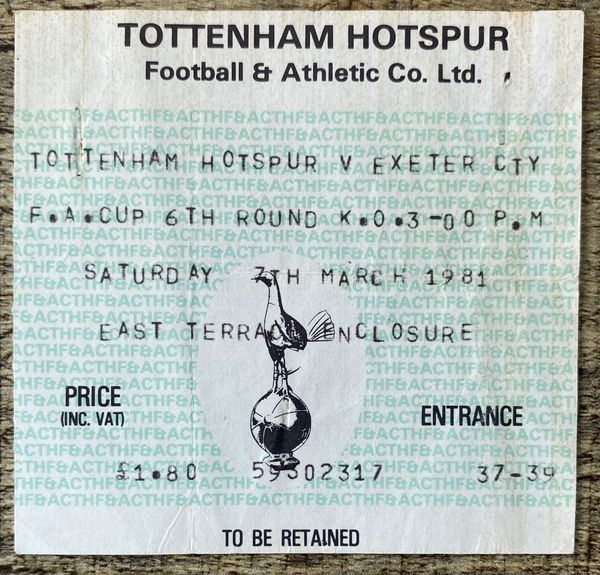 TOTTENHAM HOTSPUR
Football & Athletic Co. Ltd.
TOTTENHAM HOTSPUR V EXETER CTY
F.A.CUP 6TH ROUND K.O.3-00 P.M
SATURDAY 7TH MARCH 1981
EAST TERRACE ENCLOSURE
PRICE
(INC. VAT)
ENTRANCE
£1.80 59302317 37-39
TO BE RETAINED